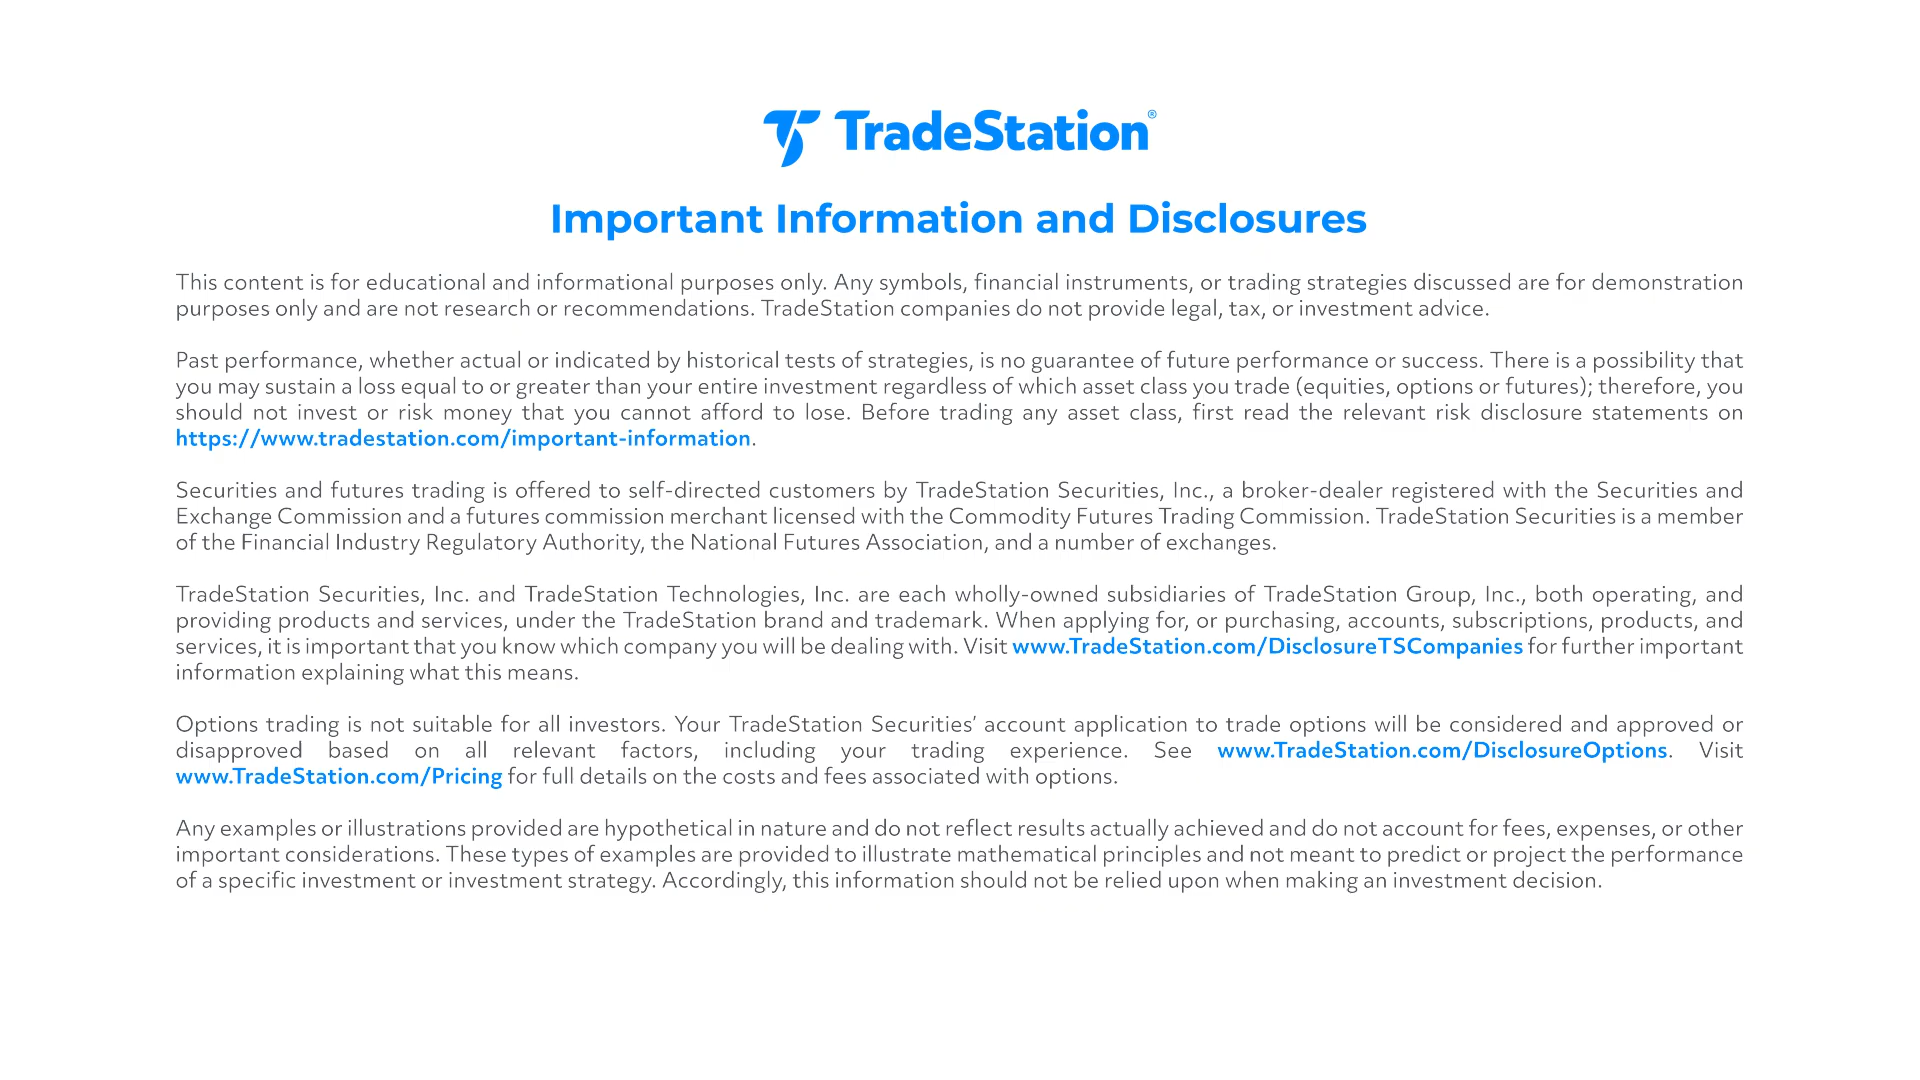 TradeStation®
Important Information and Disclosures
This content is for educational and informational purposes only. Any symbols, financial instruments, or trading strategies discussed are for demonstration
purposes only and are not research or recommendations. TradeStation companies do not provide legal, tax, or investment advice.
Past performance, whether actual or indicated by historical tests of strategies, is no guarantee of future performance or success. There is a possibility that
you may sustain a loss equal to or greater than your entire investment regardless of which asset class you trade (equities, options or futures); therefore, you
should not invest or risk money that you cannot afford to lose. Before trading any asset class, first read the relevant risk disclosure statements on
https://www.tradestation.com/important-information.
Securities and futures trading is offered to self-directed customers by TradeStation Securities, Inc., a broker-dealer registered with the Securities and
Exchange Commission and a futures commission merchant licensed with the Commodity Futures Trading Commission. TradeStation Securities is a member
of the Financial Industry Regulatory Authority, the National Futures Association, and a number of exchanges.
TradeStation Securities, Inc. and TradeStation Technologies, Inc. are each wholly-owned subsidiaries of TradeStation Group, Inc., both operating, and
providing products and services, under the TradeStation brand and trademark. When applying for, or purchasing, accounts, subscriptions, products, and
services, it is important that you know which company you will be dealing with. Visit www.TradeStation.com/DisclosureTSCompanies for further important
information explaining what this means.
Options trading is not suitable for all investors. Your TradeStation Securities’ account application to trade options will be considered and approved or
disapproved based on all relevant factors, including your trading experience. See www.TradeStation.com/DisclosureOptions. Visit
www.TradeStation.com/Pricing for full details on the costs and fees associated with options.
Any examples or illustrations provided are hypothetical in nature and do not reflect results actually achieved and do not account for fees, expenses, or other
important considerations. These types of examples are provided to illustrate mathematical principles and not meant to predict or project the performance
of a specific investment or investment strategy. Accordingly, this information should not be relied upon when making an investment decision.